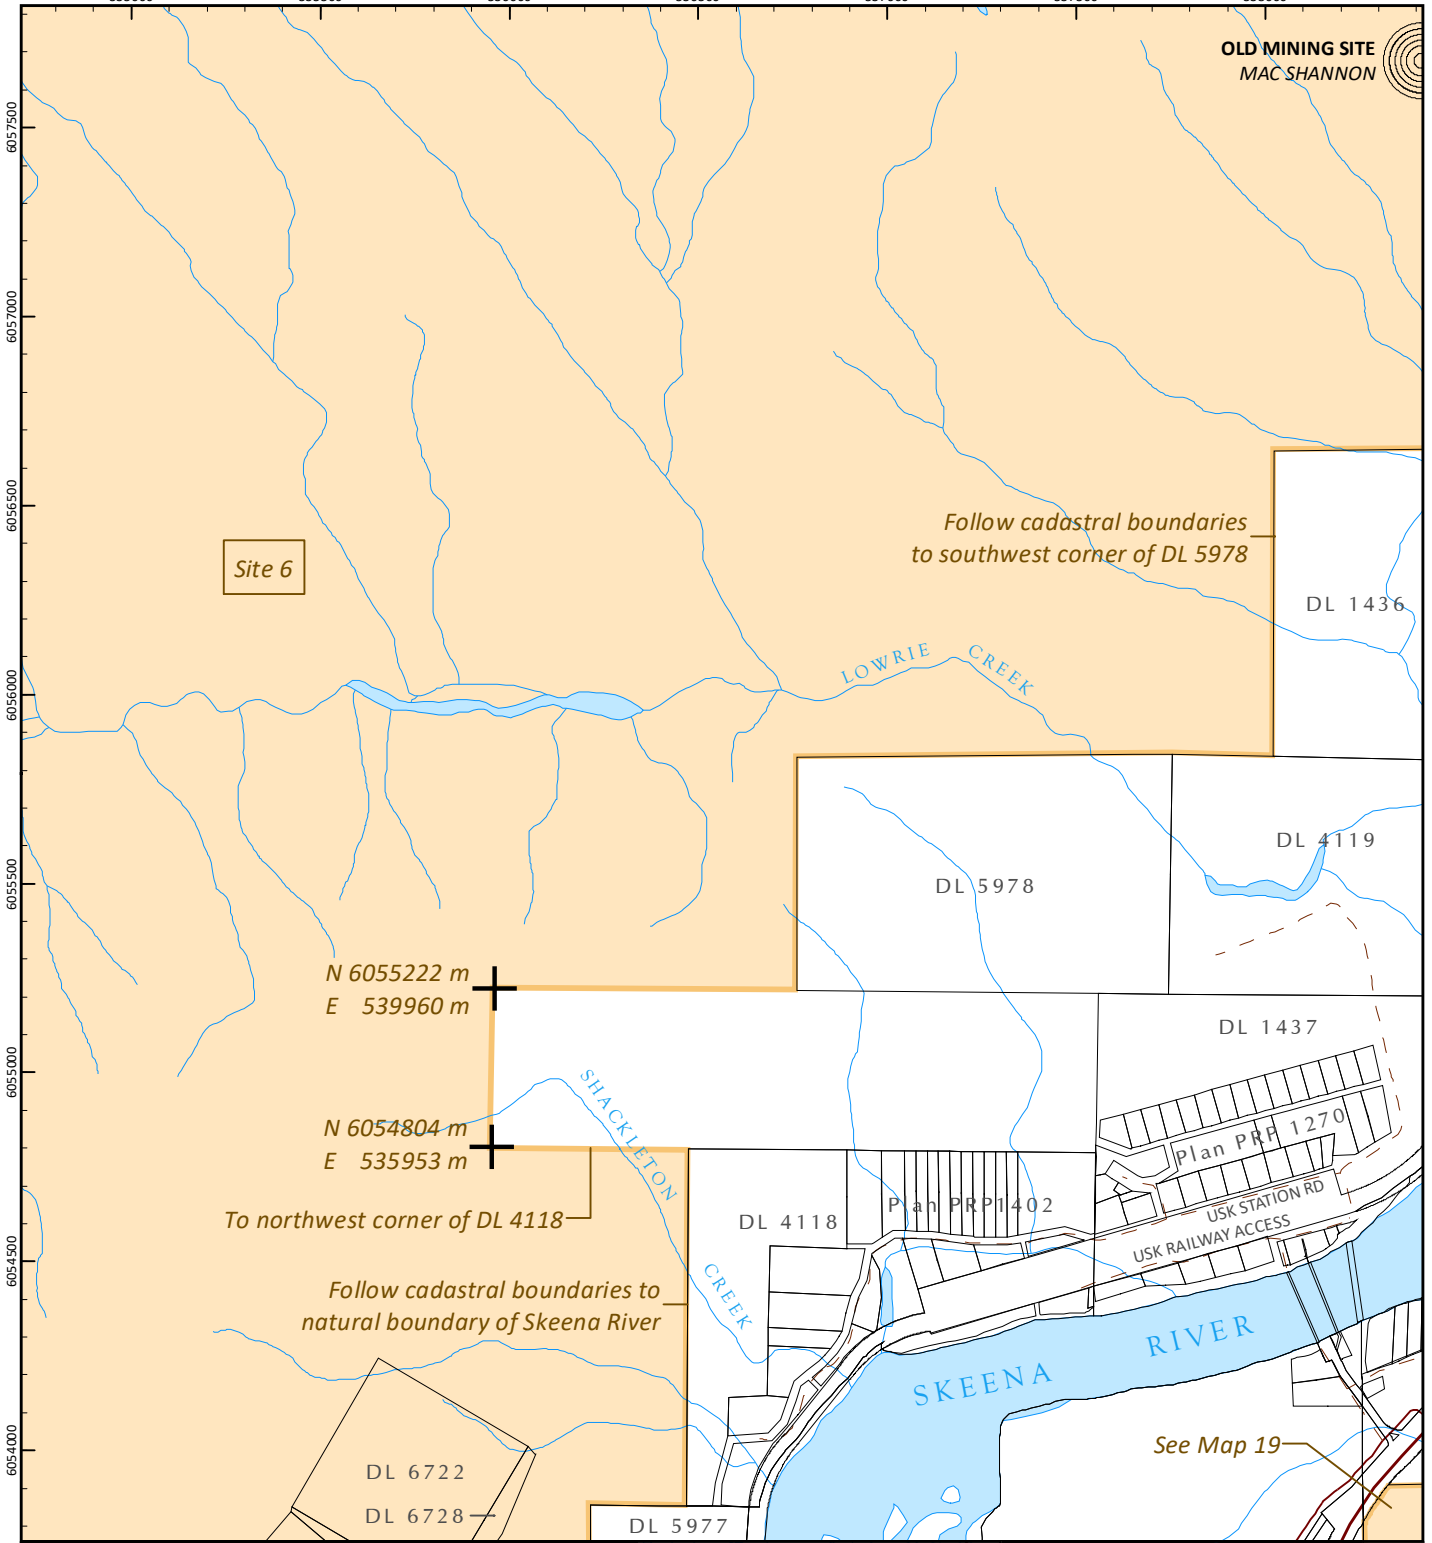 OLD MINING SITE
MAC SHANNON
6057500
6057000
6056500
6056000
6055500
6055000
6054500
6054000
Follow cadastral boundaries
to southwest corner of DL 5978
Site 6
DL 1436
LOWRIE CREEK
DL 4119
DL 5978
N 6055222 m
E 539960 m
DL 1437
SHACKLETON CREEK
N 6054804 m
E 535953 m
Plan PRP 1270
To northwest corner of DL 4118
DL 4118
Plan PRP1402
USK STATION RD
USK RAILWAY ACCESS
Follow cadastral boundaries to
natural boundary of Skeena River
SKEENA RIVER
See Map 19
DL 6722
DL 6728
DL 5977